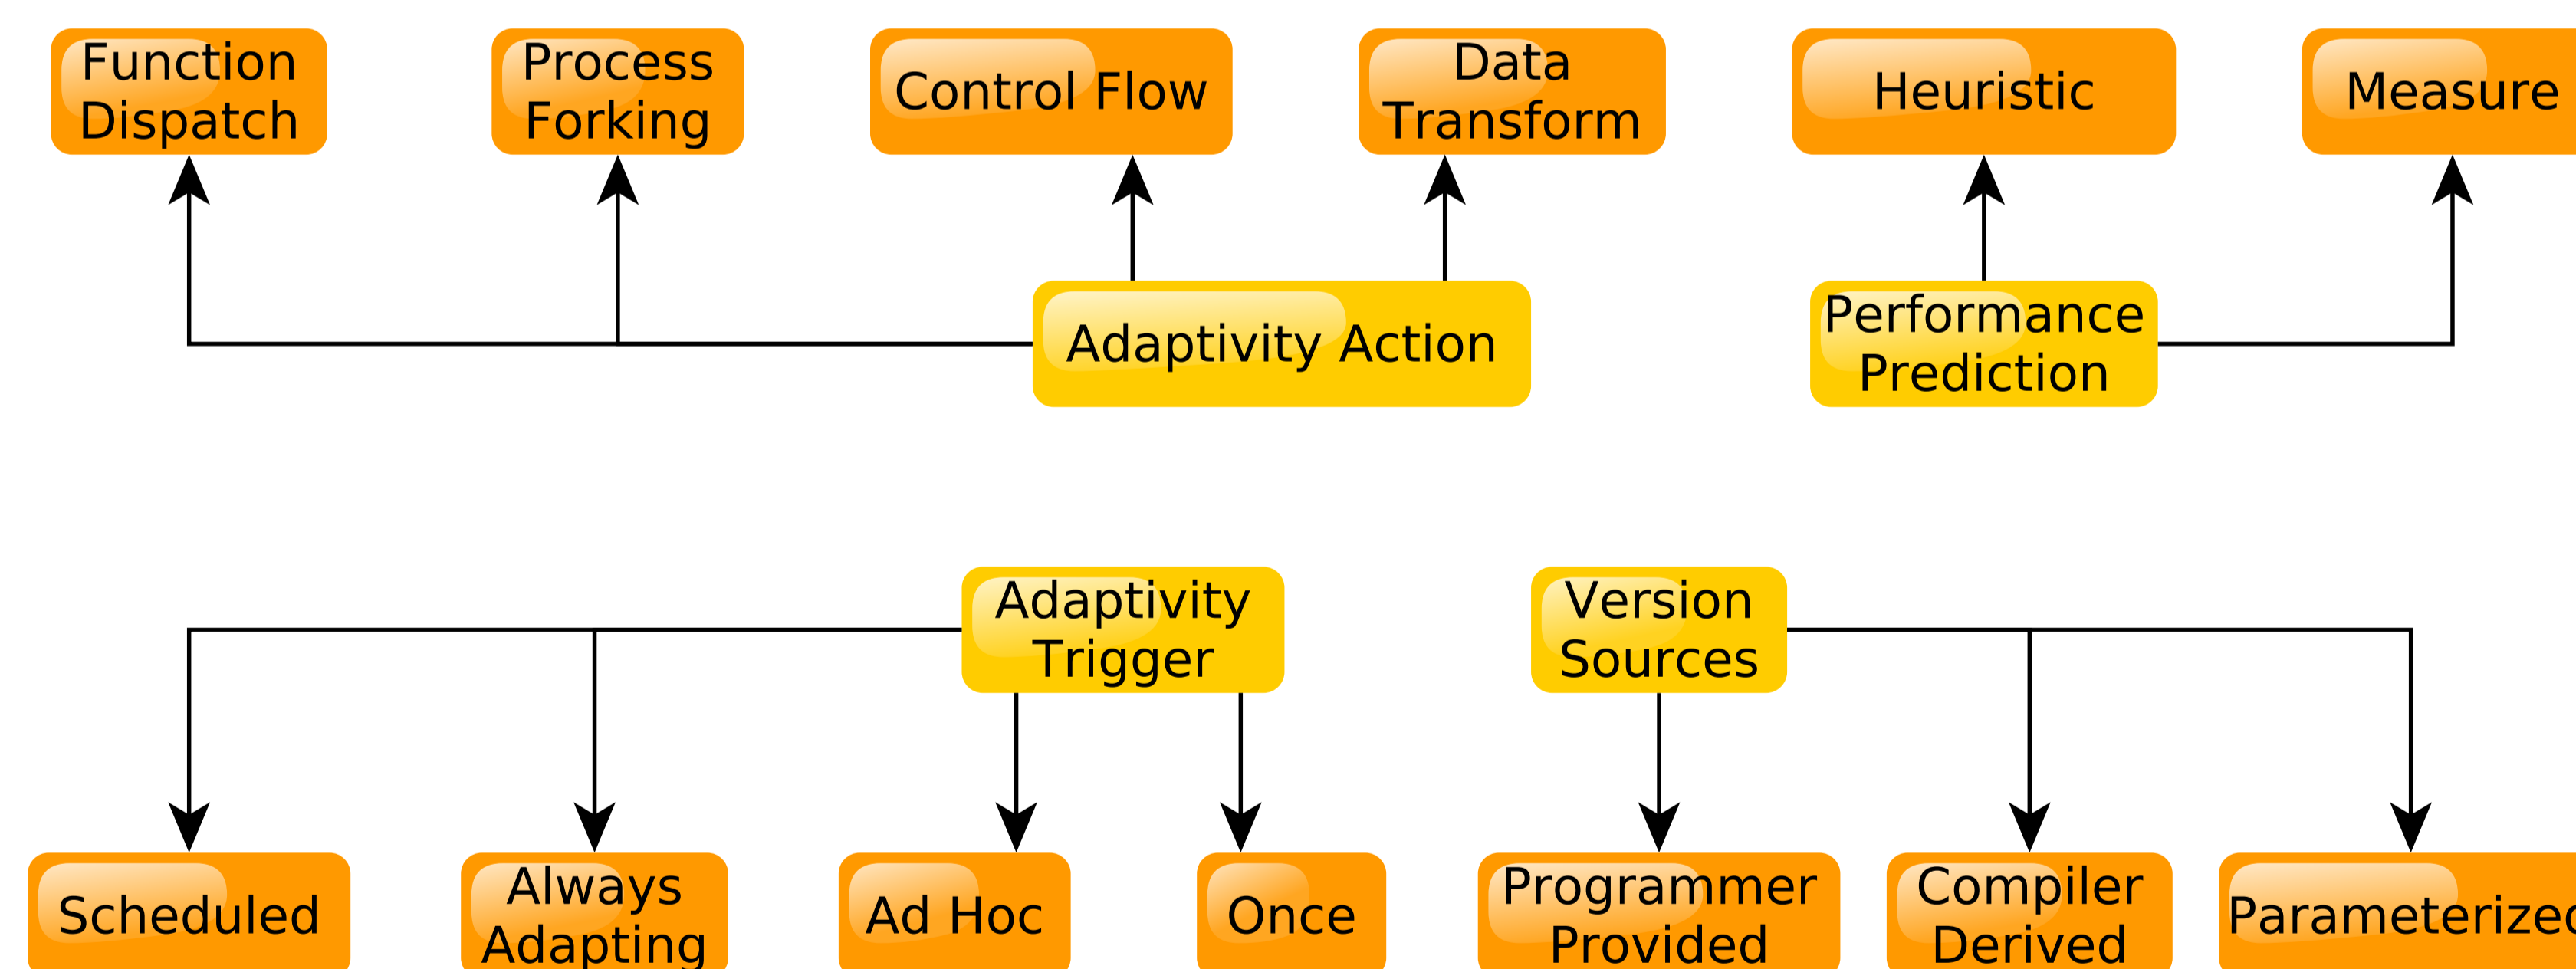 Function
Dispatch
Process
Forking
Control Flow
Data
Transform
Heuristic
Measure
Adaptivity Action
Performance
Prediction
Adaptivity
Trigger
Version
Sources
Scheduled
Always
Adapting
Ad Hoc
Once
Programmer
Provided
Compiler
Derived
Parameterized